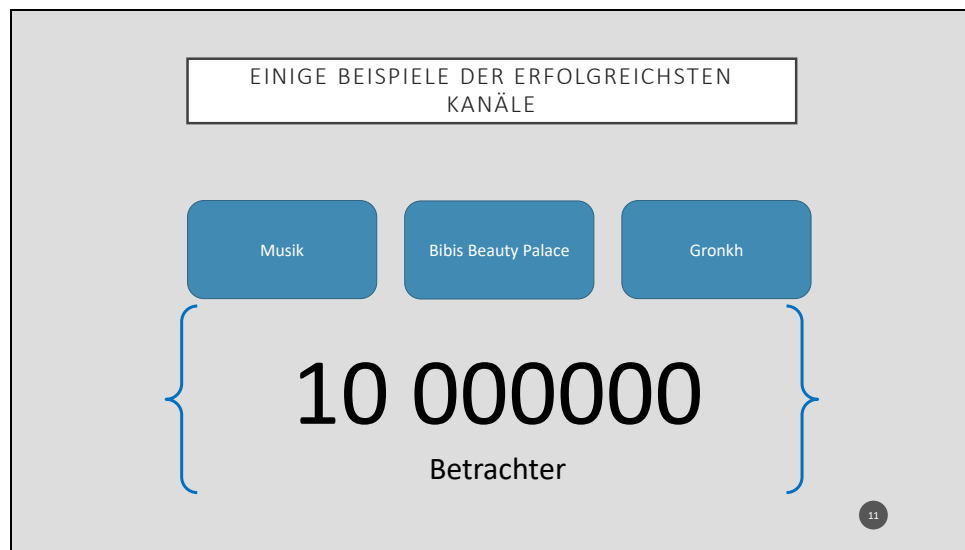 EINIGE BEISPIELE DER ERFOLGREICHSTEN
KANÄLE
Musik
Bibis Beauty Palace
Gronkh
10 000000
Betrachter
11